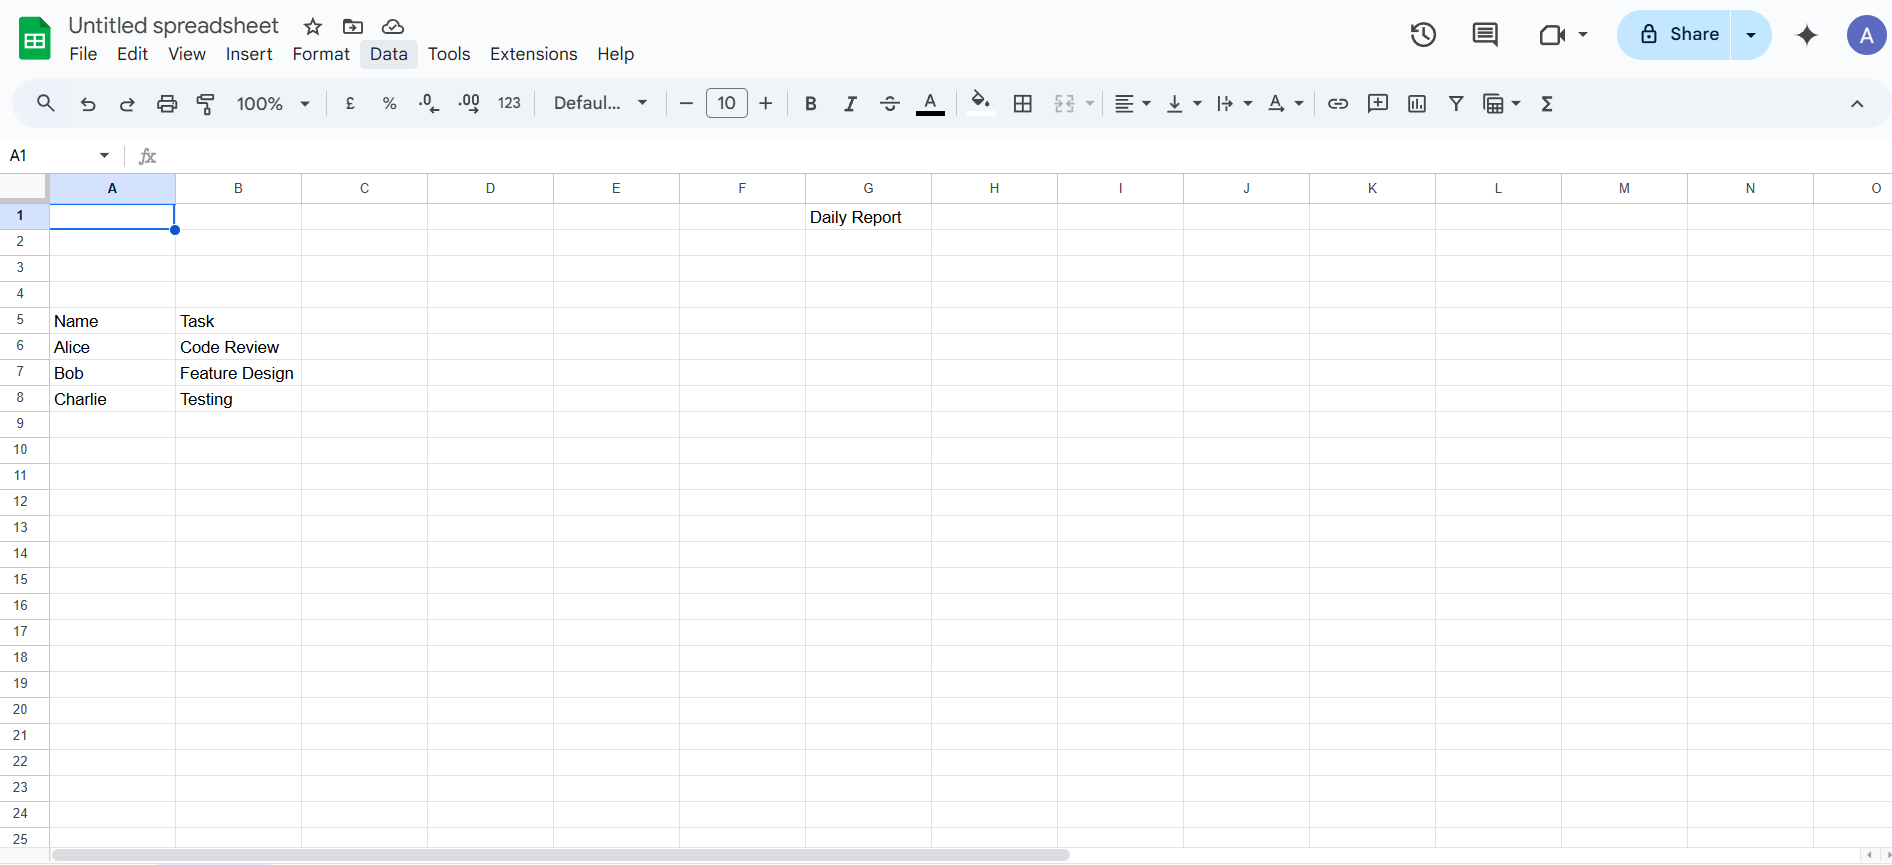 Untitled spreadsheet
File Edit View Insert Format Data Tools Extensions Help
Share
A
100% £ % .0 .00 123 Defaul... 10 B I A A Σ
A1 fx
A B C D E F G H I J K L M N O
1 Daily Report
2
3
4
5 Name Task
6 Alice Code Review
7 Bob Feature Design
8 Charlie Testing
9
10
11
12
13
14
15
16
17
18
19
20
21
22
23
24
25